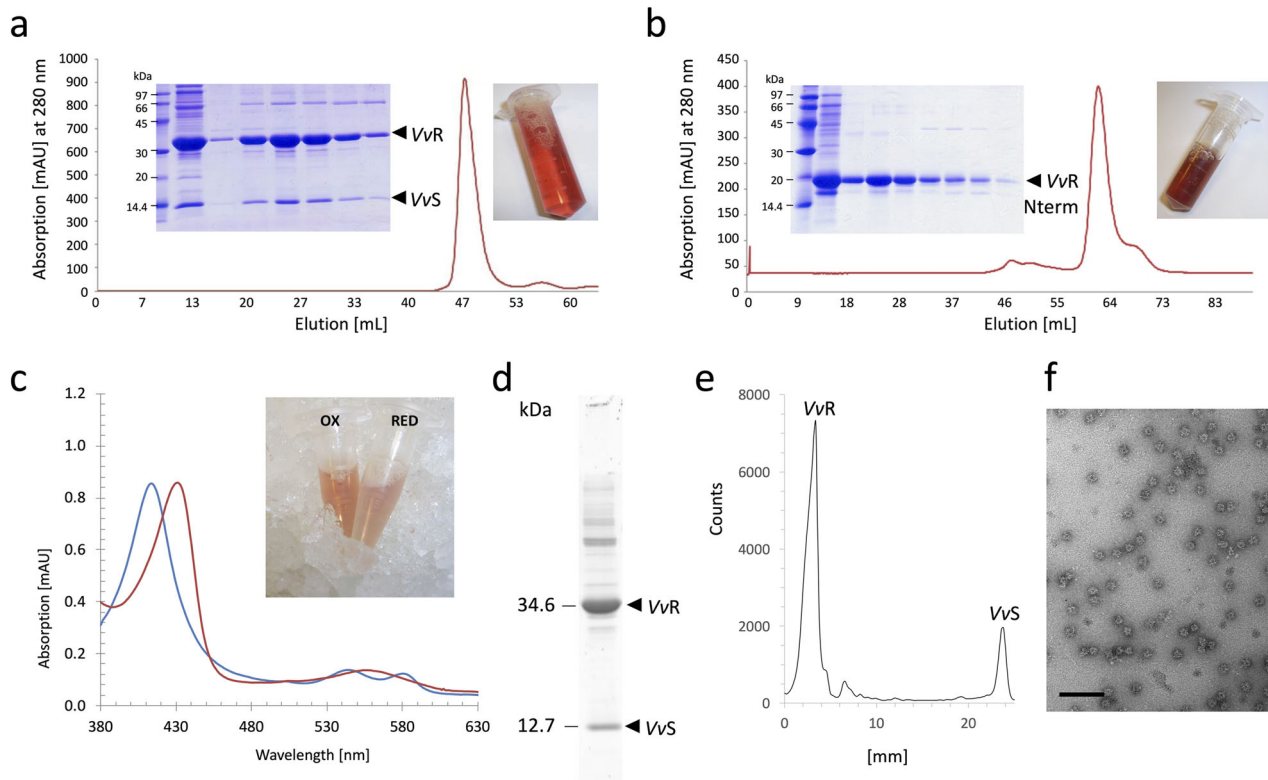 a
Absorption [mAU] at 280 nm
1000
900
800
700
600
500
400
300
200
100
0
0 7 13 20 27 33 40 47 53 60
Elution [mL]
kDa
97
66
45
30
20
14.4
VvR
VvS
b
Absorption [mAU] at 280 nm
450
400
350
300
250
200
150
100
50
0
0 9 18 28 37 46 55 64 73 83
Elution [mL]
kDa
97
66
45
30
20
14.4
VvR
Nterm
c
Absorption [mAU]
1.2
1.0
0.8
0.6
0.4
0.2
0.0
380 430 480 530 580 630
Wavelength [nm]
OX RED
d
kDa
34.6
VvR
12.7
VvS
e
Counts
8000
6000
4000
2000
0
0 10 20
[mm]
VvR
VvS
f